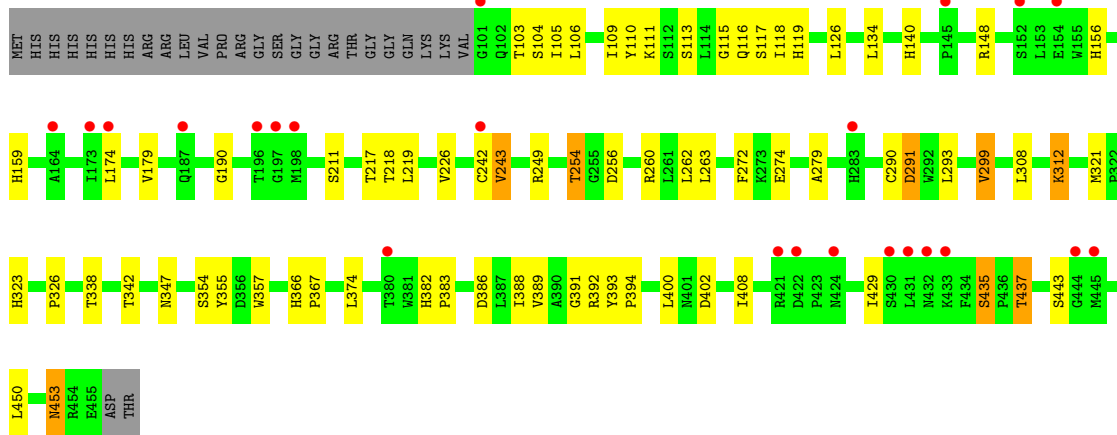 MET HIS HIS HIS HIS HIS HIS ARG ARG LEU VAL PRO ARG GLY SER GLY GLY ARG THR GLY GLY GLN LYS LYS VAL G101 Q102 T103 S104 I105 L106 I109 Y110 K111 S112 S113 L114 G115 Q116 S117 I118 H119 L126 L134 H140 P145 R148 S152 L153 E154 W155 H156
H159 A164 I173 L174 V179 Q187 G190 T196 G197 M198 S211 T217 T218 L219 V226 C242 V243 R249 T254 G255 D256 R260 L261 L262 L263 F272 K273 E274 A279 H283 C290 D291 W292 L293 V299 L308 K312 M321 P322
H323 P326 T338 T342 N347 S354 Y355 D356 W357 H366 P367 L374 T380 W381 H382 P383 D386 L387 I388 V389 A390 G391 R392 Y393 P394 L400 N401 D402 I408 R421 D422 P423 N424 I429 S430 L431 N432 K433 F434 S435 P436 T437 S443 G444 M445
L450 N453 R454 E455 ASP THR